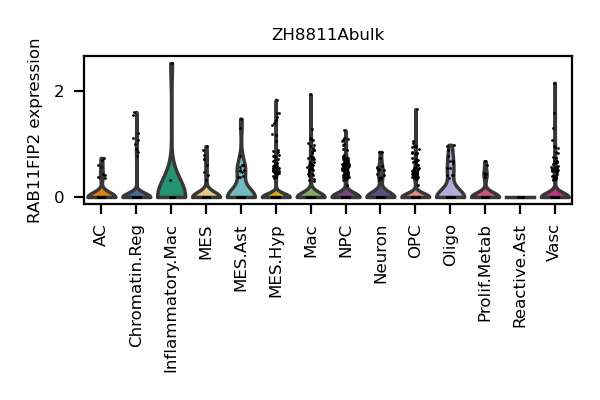 ZH8811Abulk
RAB11FIP2 expression
2
0
AC
Chromatin.Reg
Inflammatory.Mac
MES
MES.Ast
MES.Hyp
Mac
NPC
Neuron
OPC
Oligo
Prolif.Metab
Reactive.Ast
Vasc